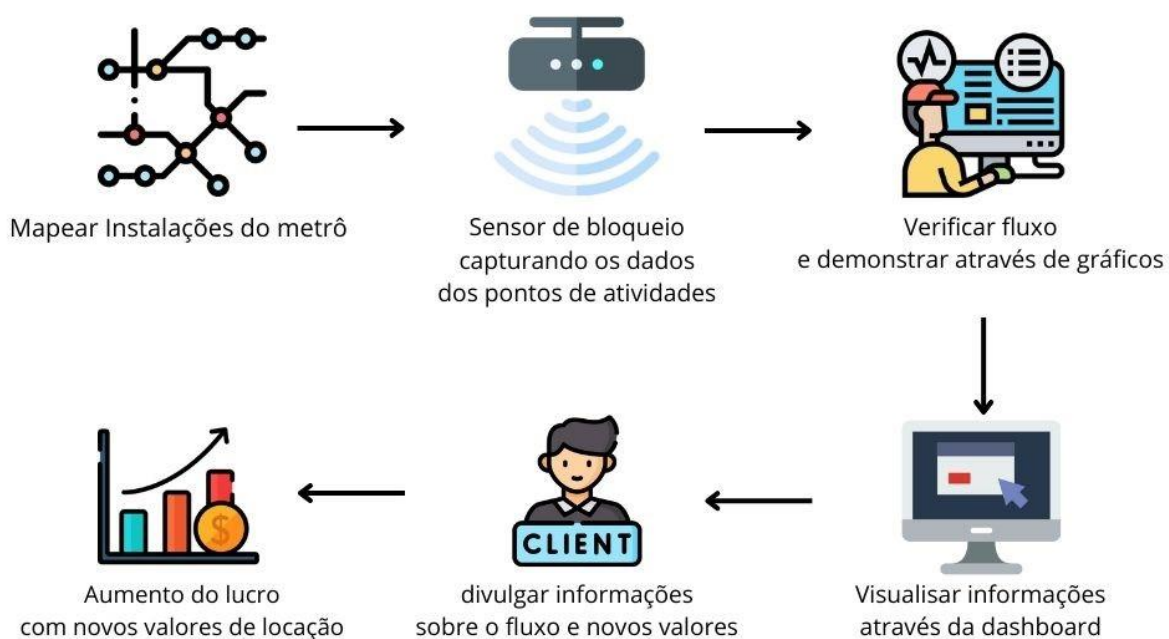 Mapear Instalações do metrô
Sensor de bloqueio
capturando os dados
dos pontos de atividades
Verificar fluxo
e demonstrar através de gráficos
Visualisar informações
através da dashboard
CLIENT
divulgar informações
sobre o fluxo e novos valores
$
Aumento do lucro
com novos valores de locação